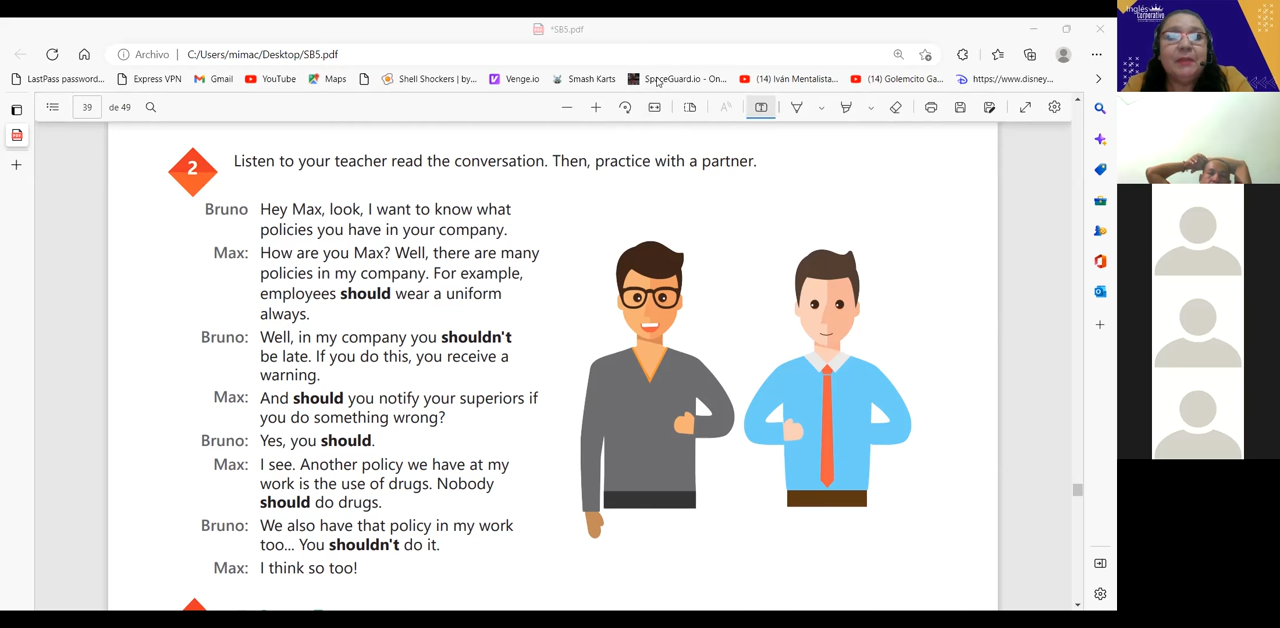 *SB5.pdf
Archivo | C:/Users/mimac/Desktop/SB5.pdf
LastPass password... Express VPN Gmail YouTube Maps Shell Shockers | by... Venge.io Smash Karts SpaceGuard.io - On... (14) Iván Mentalista... (14) Golemcito Ga... https://www.disney...
39 de 49
Inglés
Corporativo
2
Listen to your teacher read the conversation. Then, practice with a partner.
Bruno Hey Max, look, I want to know what
policies you have in your company.
Max: How are you Max? Well, there are many
policies in my company. For example,
employees should wear a uniform
always.
Bruno: Well, in my company you shouldn't
be late. If you do this, you receive a
warning.
Max: And should you notify your superiors if
you do something wrong?
Bruno: Yes, you should.
Max: I see. Another policy we have at my
work is the use of drugs. Nobody
should do drugs.
Bruno: We also have that policy in my work
too... You shouldn't do it.
Max: I think so too!